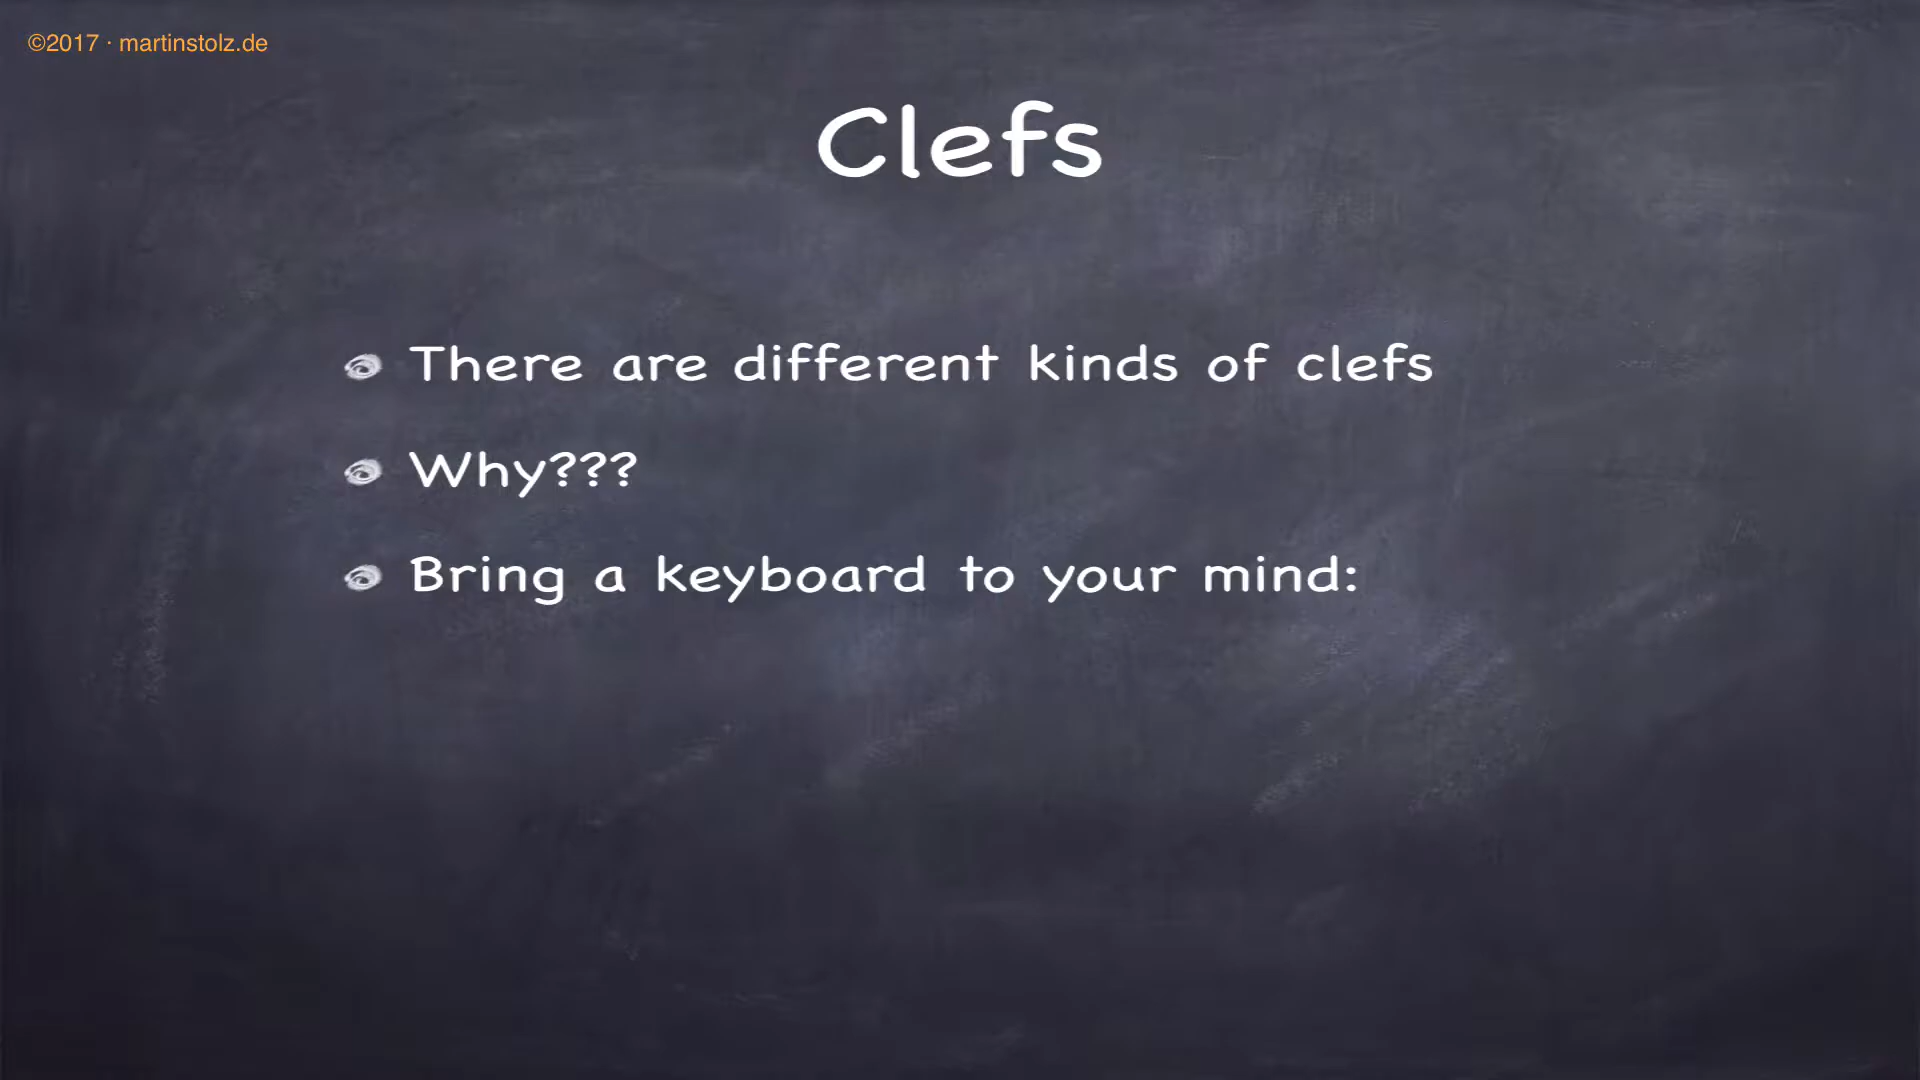 ©2017 · martinstolz.de
Clefs
There are different kinds of clefs
Why???
Bring a keyboard to your mind: